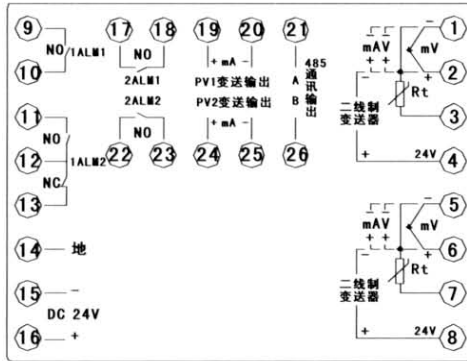 9 17 18 19 20 21 1
NO 1ALM1 NO + mA - 485 - - mAV + + mV
10 2ALM1 PV1变送输出 A 通讯输出 - + 2
2ALM2 PV2变送输出 B 二线制变送器 Rt
11 NO + mA - 3
NO
12 1ALM2 22 23 24 25 26 + 24V 4
NC
13 - - mAV + + mV 5
14 地 - + 6
15 - 二线制变送器 Rt 7
DC 24V
16 + + 24V 8